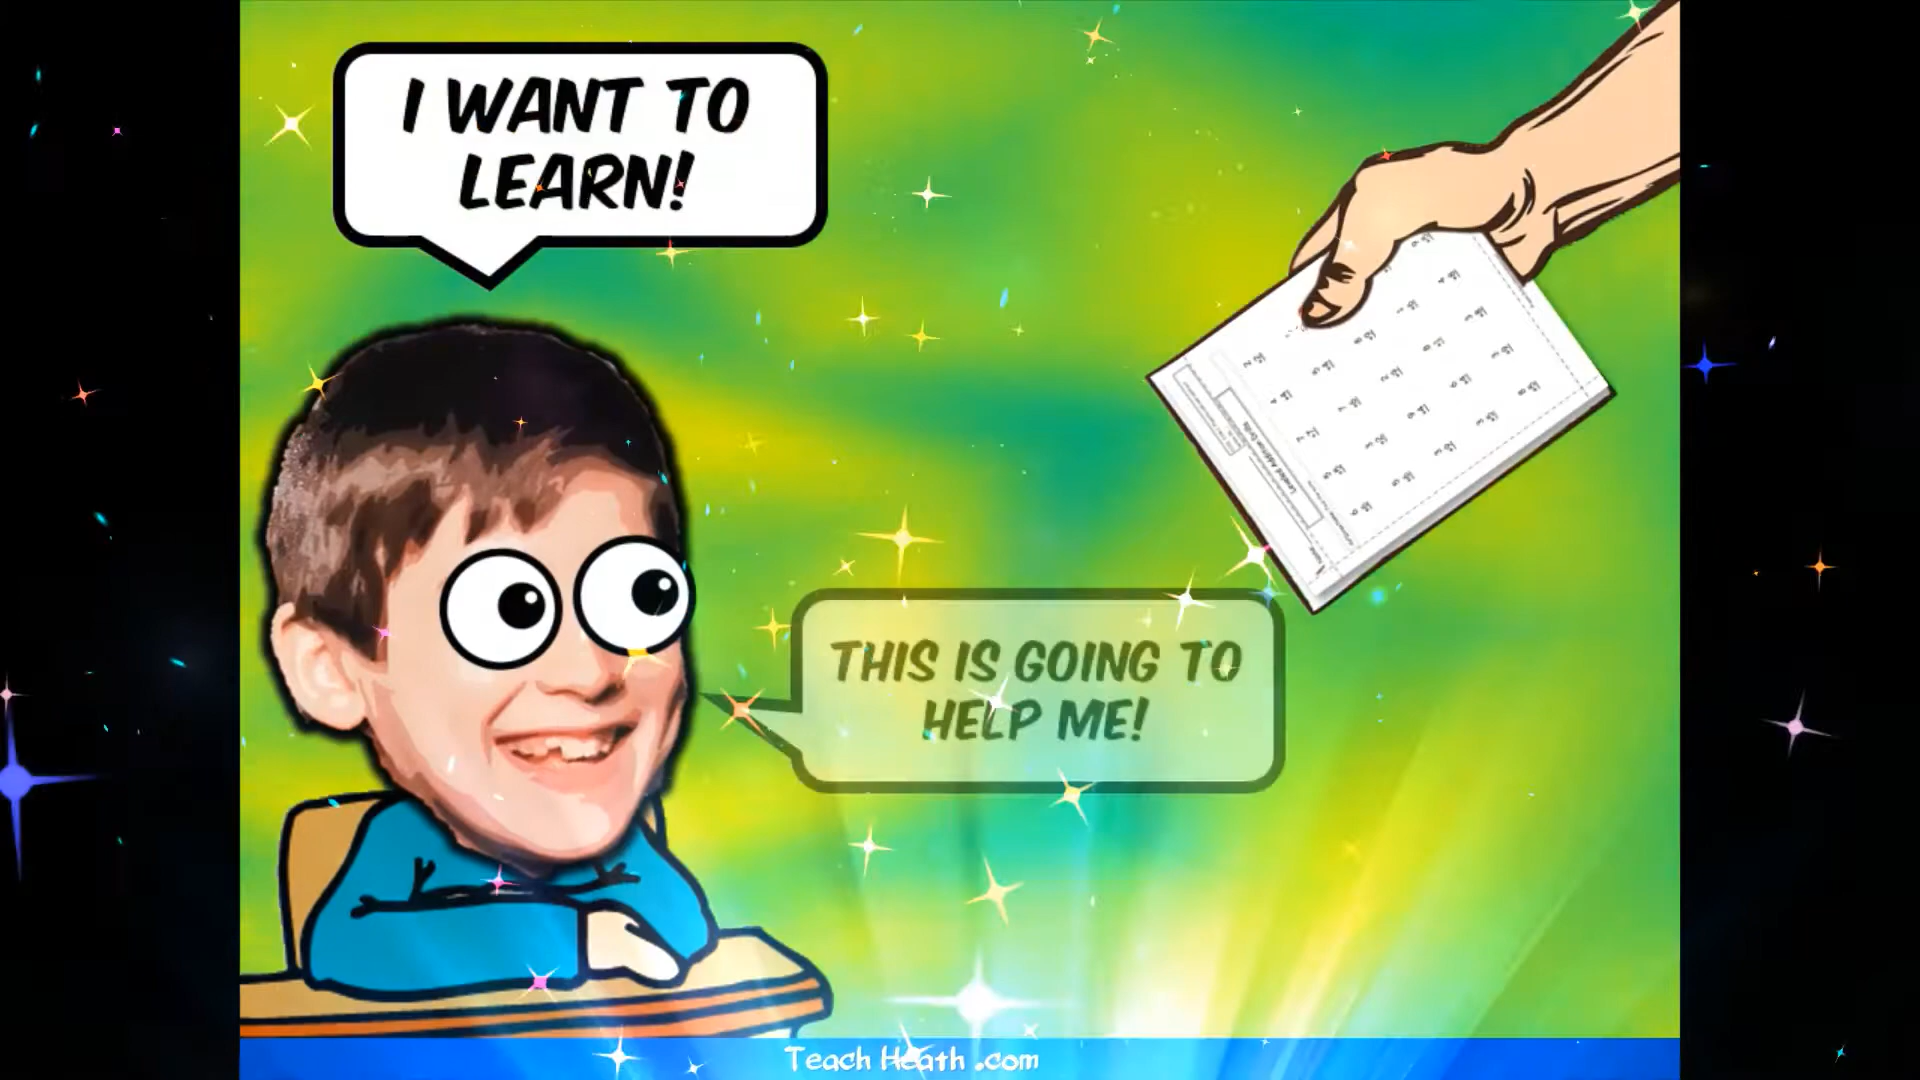 I WANT TO
LEARN!
THIS IS GOING TO
HELP ME!
Teach Heath .com